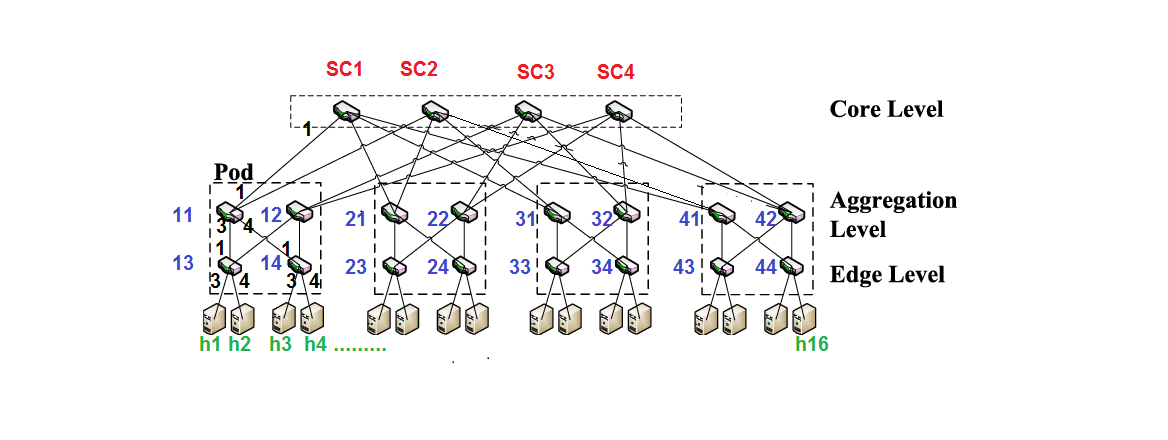 SC1 SC2 SC3 SC4
Core Level
1
Pod
1
11 12 21 22 31 32 41 42
Aggregation
Level
3 4
1 1
13 14 23 24 33 34 43 44
Edge Level
3 4 3 4
h1 h2 h3 h4 ......... h16